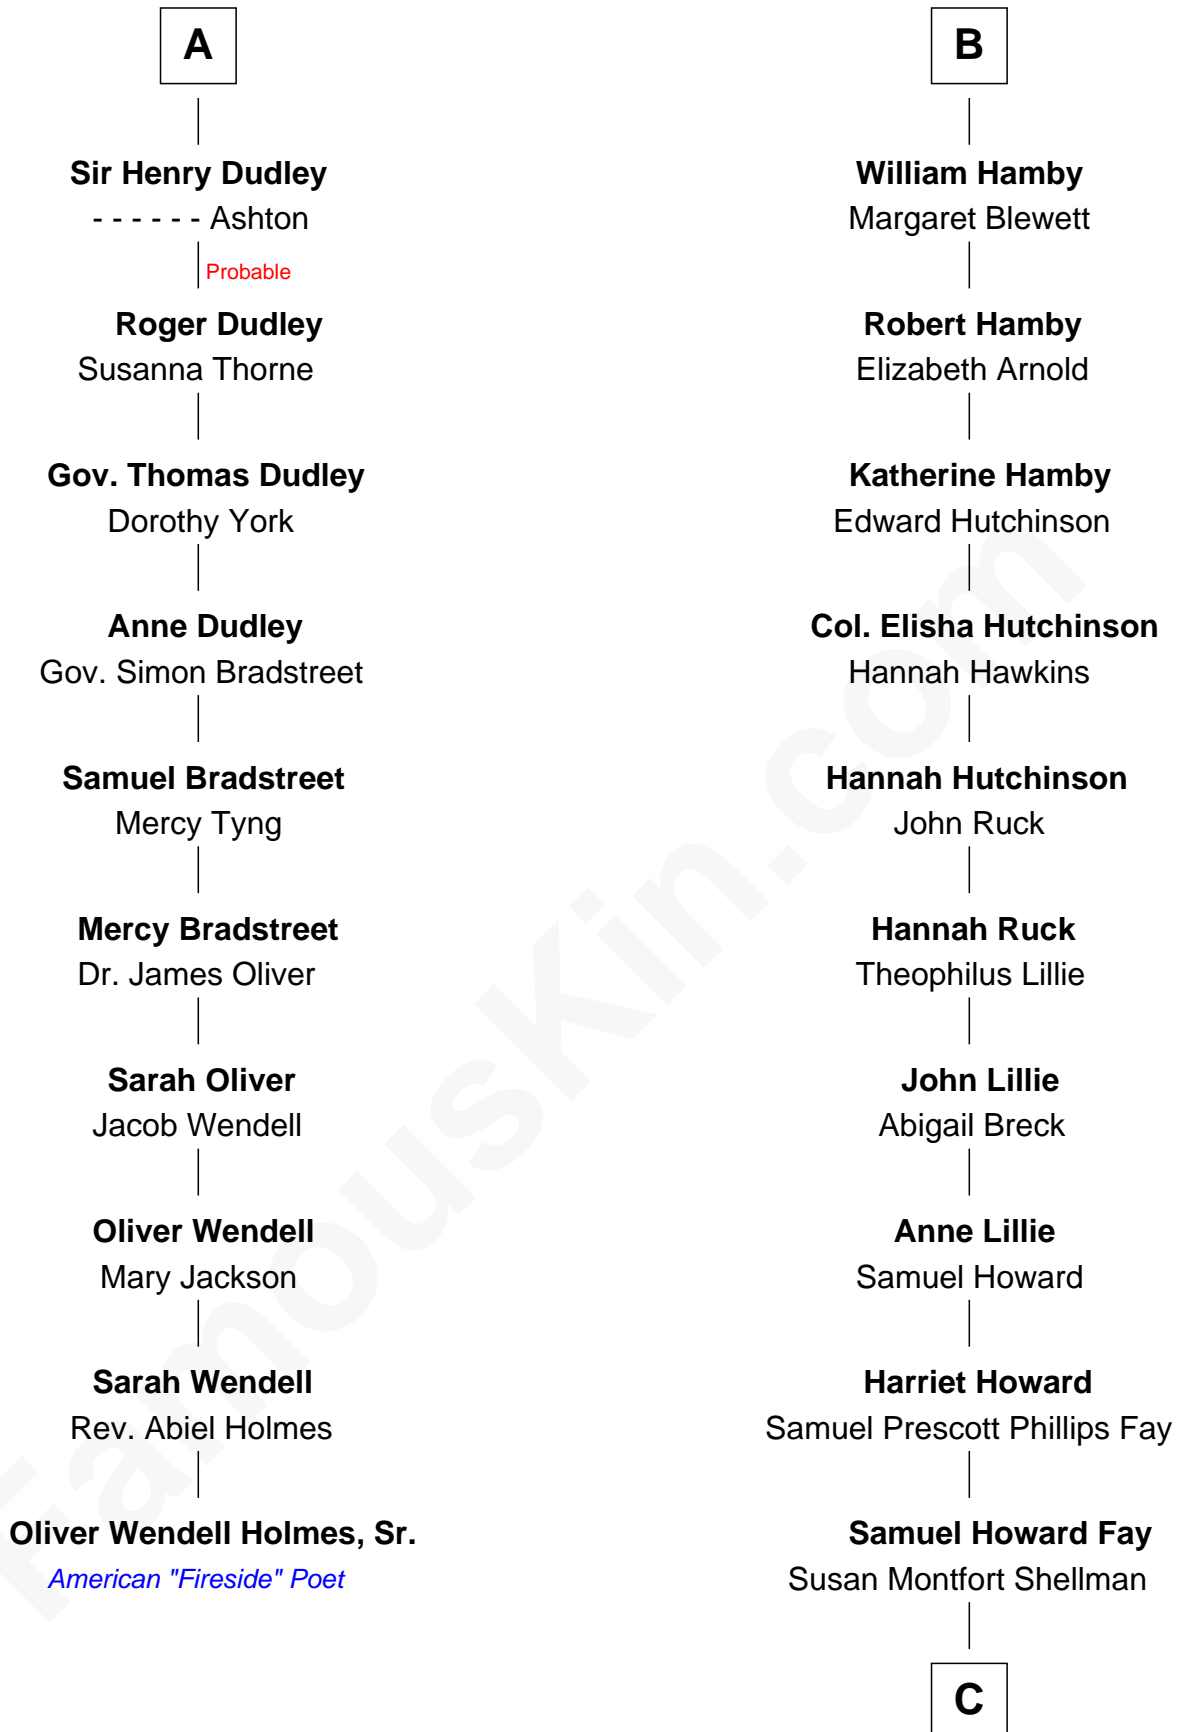 A
Sir Henry Dudley
- - - - - - Ashton
Probable
Roger Dudley
Susanna Thorne
Gov. Thomas Dudley
Dorothy York
Anne Dudley
Gov. Simon Bradstreet
Samuel Bradstreet
Mercy Tyng
Mercy Bradstreet
Dr. James Oliver
Sarah Oliver
Jacob Wendell
Oliver Wendell
Mary Jackson
Sarah Wendell
Rev. Abiel Holmes
Oliver Wendell Holmes, Sr.
American "Fireside" Poet
B
William Hamby
Margaret Blewett
Robert Hamby
Elizabeth Arnold
Katherine Hamby
Edward Hutchinson
Col. Elisha Hutchinson
Hannah Hawkins
Hannah Hutchinson
John Ruck
Hannah Ruck
Theophilus Lillie
John Lillie
Abigail Breck
Anne Lillie
Samuel Howard
Harriet Howard
Samuel Prescott Phillips Fay
Samuel Howard Fay
Susan Montfort Shellman
C
FamousKin.com